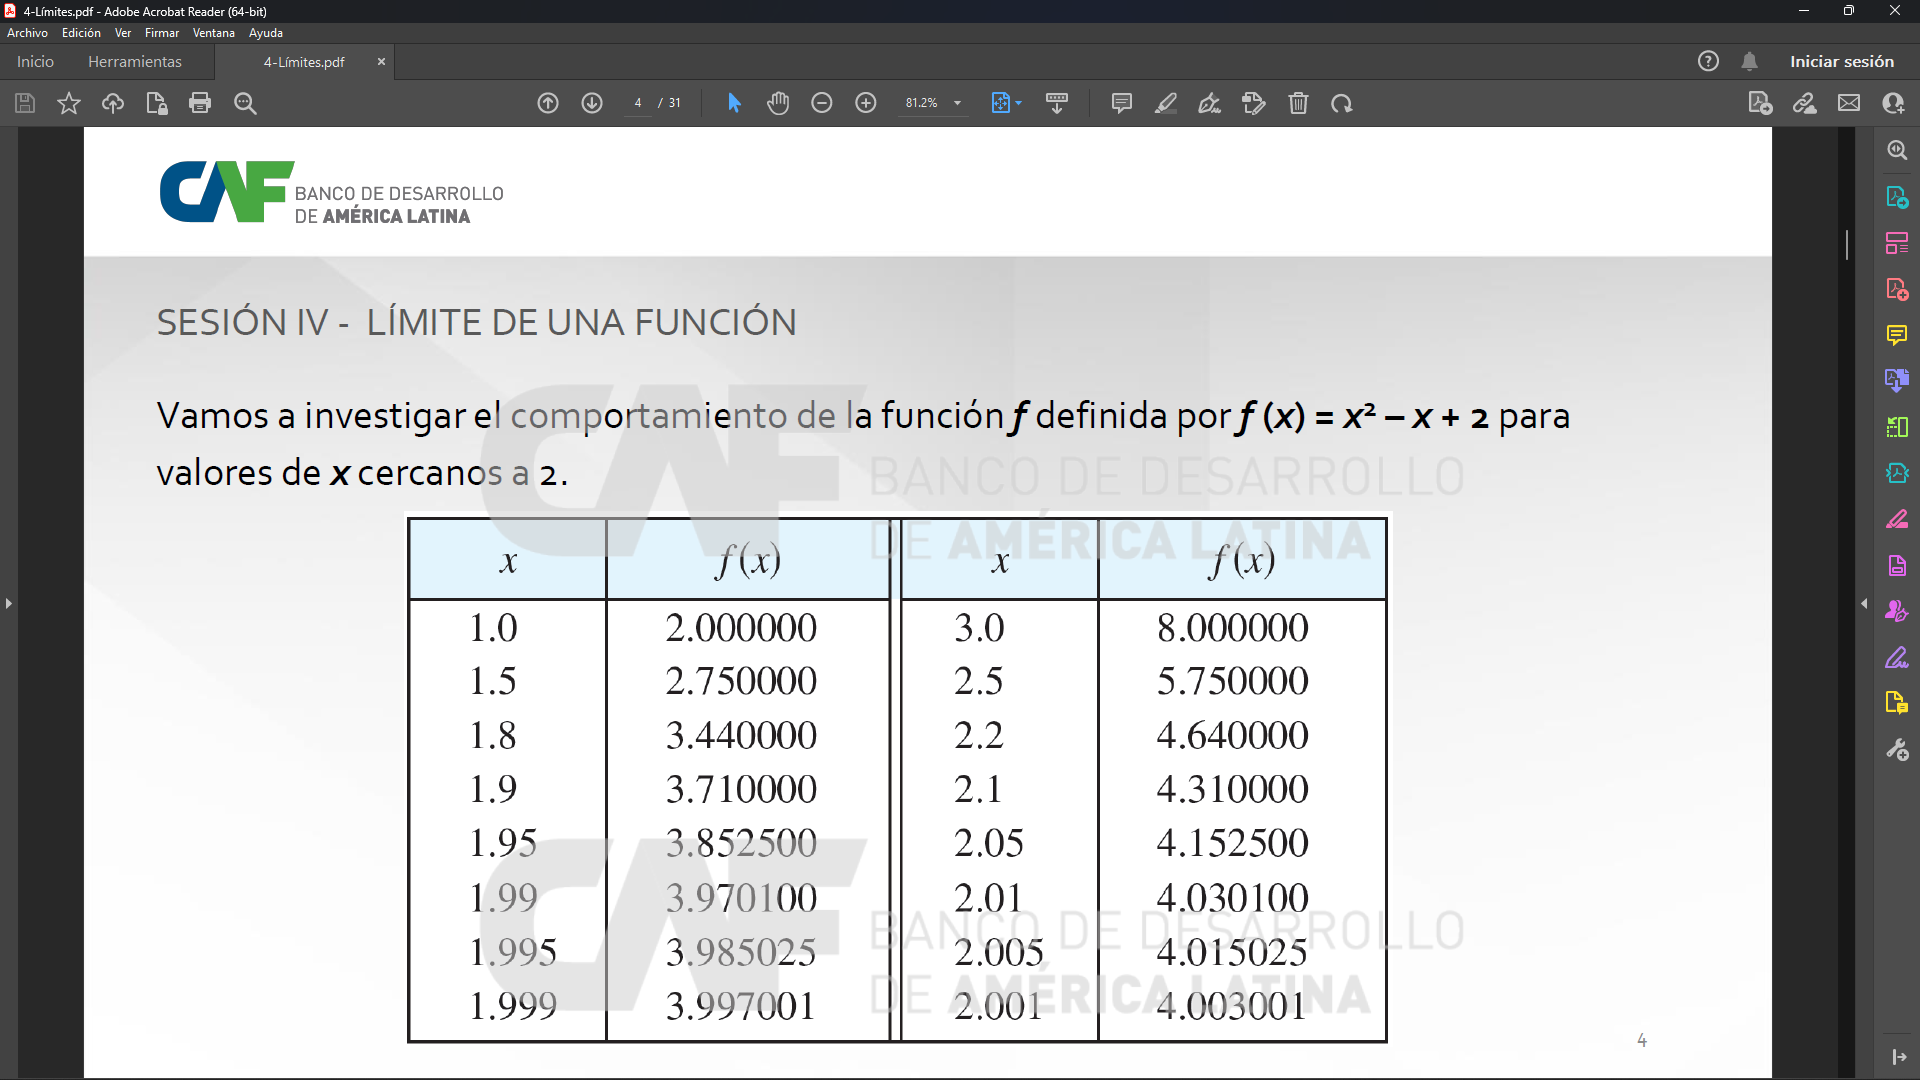 4-Límites.pdf - Adobe Acrobat Reader (64-bit)
Archivo Edición Ver Firmar Ventana Ayuda
Inicio Herramientas 4-Límites.pdf × Iniciar sesión
4 / 31 81.2%
CAF BANCO DE DESARROLLO
DE AMÉRICA LATINA
SESIÓN IV - LÍMITE DE UNA FUNCIÓN
Vamos a investigar el comportamiento de la función f definida por f (x) = x² – x + 2 para
valores de x cercanos a 2.
CAF BANCO DE DESARROLLO
DE AMÉRICA LATINA
x f(x) x f(x)
1.0 2.000000 3.0 8.000000
1.5 2.750000 2.5 5.750000
1.8 3.440000 2.2 4.640000
1.9 3.710000 2.1 4.310000
1.95 3.852500 2.05 4.152500
1.99 3.970100 2.01 4.030100
1.995 3.985025 2.005 4.015025
1.999 3.997001 2.001 4.003001
CAF BANCO DE DESARROLLO
DE AMÉRICA LATINA
4